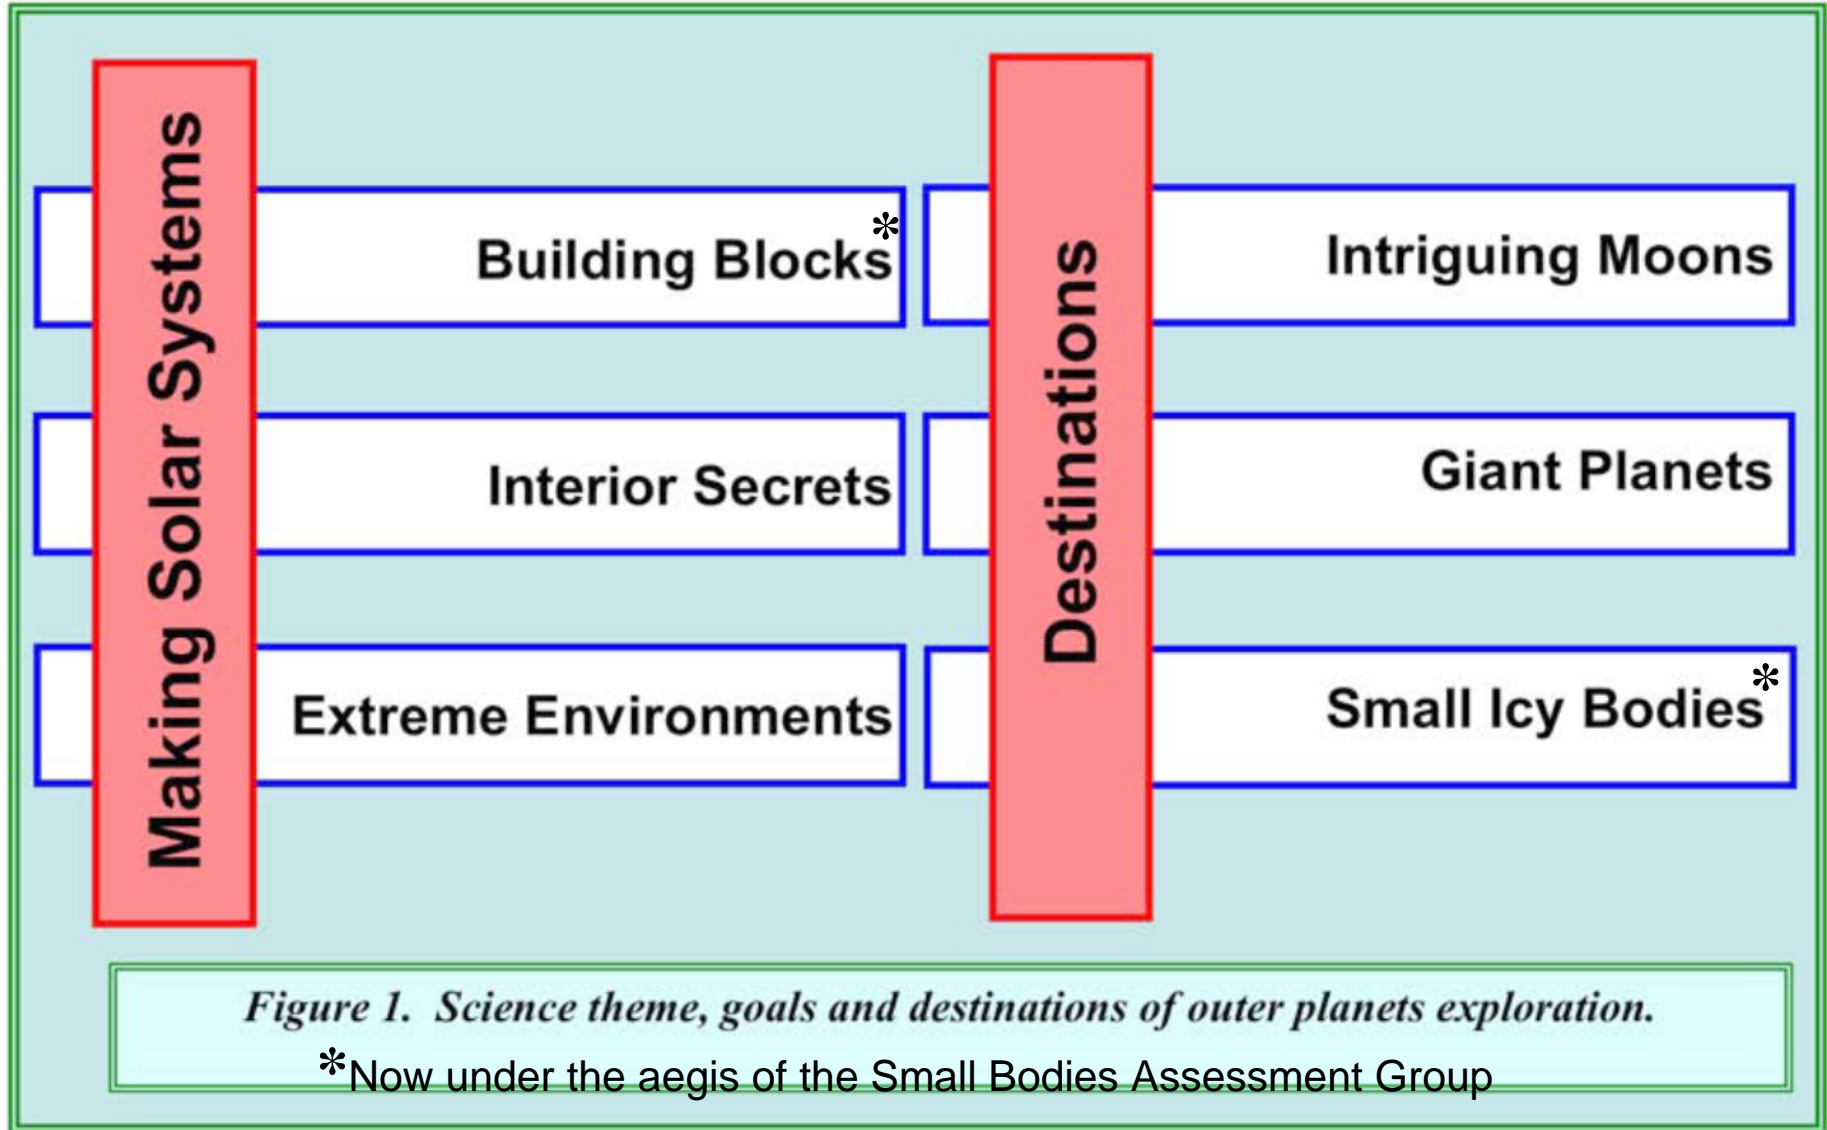 Making Solar Systems
Building Blocks*
Interior Secrets
Extreme Environments
Destinations
Intriguing Moons
Giant Planets
Small Icy Bodies*
Figure 1. Science theme, goals and destinations of outer planets exploration.
*Now under the aegis of the Small Bodies Assessment Group